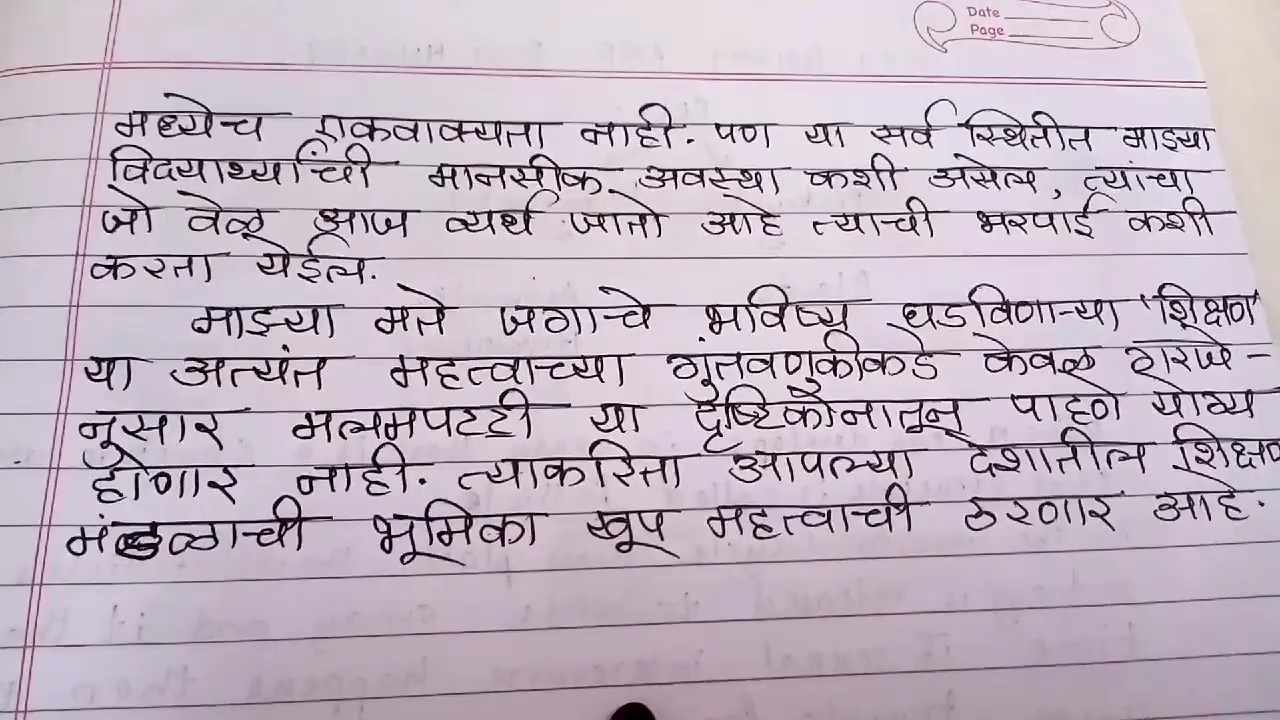 Date
Page
मध्येच एकवाक्यता नाही. पण या सर्व स्थितीत माझ्या
विदयार्थ्यांची मानसीक अवस्था कशी असेल, त्यांचा
जो वेळ आज व्यर्थ जातो आहे त्याची भरपाई कशी
करता येईल.
माझ्या मते जगाचे भविष्य घडविणाऱ्या 'शिक्षण'
या अत्यंत महत्वाच्या गुंतवणुकीकडे केवळ गरजे-
नुसार मलमपट्टी या दृष्टिकोनातून पाहणे योग्य
होणार नाही. त्याकरिता आपल्या देशातील शिक्षण
मंडळाची भूमिका खूप महत्वाची ठरणार आहे.